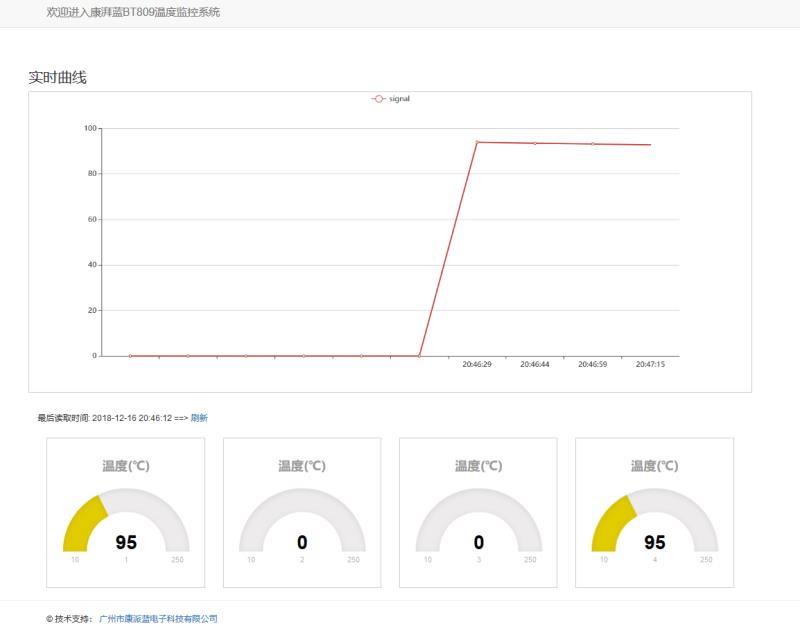 欢迎进入康湃蓝BT809温度监控系统
实时曲线
signal
100
80
60
40
20
0
20:46:29 20:46:44 20:46:59 20:47:15
最后读取时间: 2018-12-16 20:46:12 ==> 刷新
温度(℃) 温度(℃) 温度(℃) 温度(℃)
95 0 0 95
10 1 250 10 2 250 10 3 250 10 4 250
© 技术支持： 广州市康派蓝电子科技有限公司